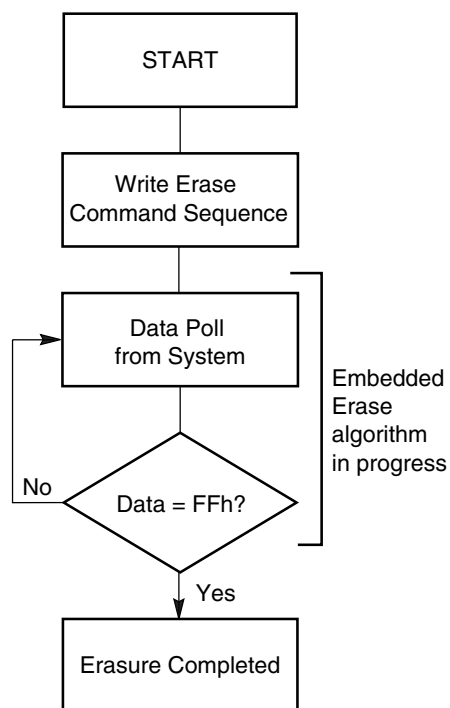 START
Write Erase
Command Sequence
Data Poll
from System
Embedded
Erase
algorithm
in progress
No
Data = FFh?
Yes
Erasure Completed